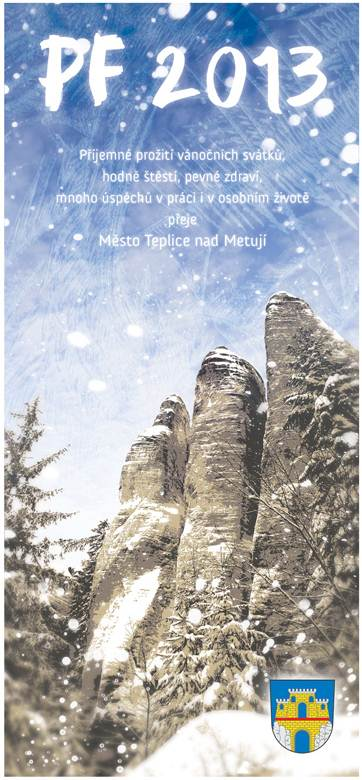 PF 2013
Příjemné prožití vánočních svátků,
hodně štěstí, pevné zdraví,
mnoho úspěchů v práci i v osobním životě
přeje
Město Teplice nad Metují